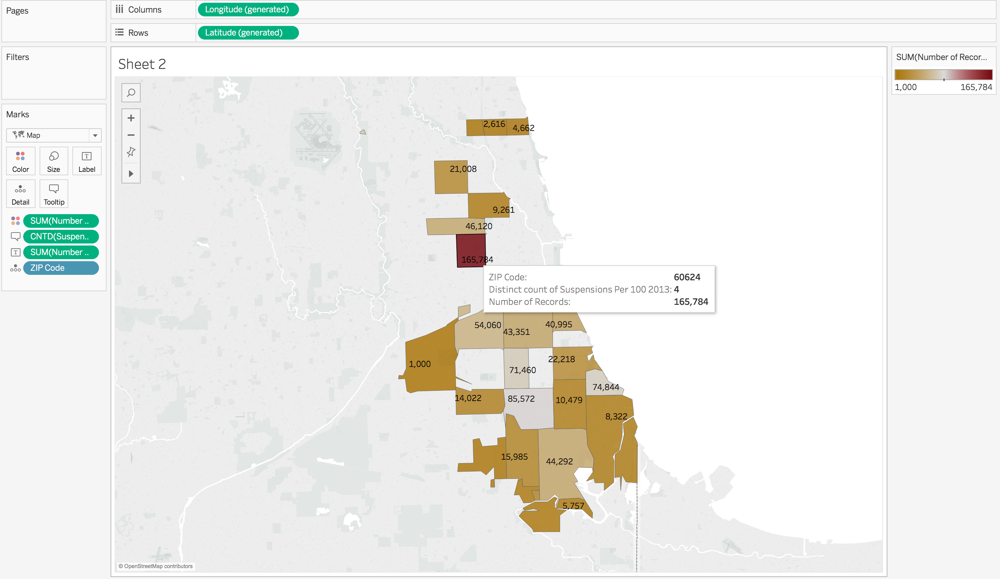 Pages
Columns
Longitude (generated)
Rows
Latitude (generated)
Filters
Marks
Map
Color
Size
T
Label
Detail
Tooltip
SUM(Number ..
CNTD(Suspen..
T
SUM(Number ..
ZIP Code
Sheet 2
2,616
4,662
21,008
9,261
46,120
165,784
ZIP Code: 60624
Distinct count of Suspensions Per 100 2013: 4
Number of Records: 165,784
54,060
43,351
40,995
1,000
71,460
22,218
74,844
14,022
85,572
10,479
8,322
15,985
44,292
5,757
© OpenStreetMap contributors
SUM(Number of Recor...
1,000
165,784